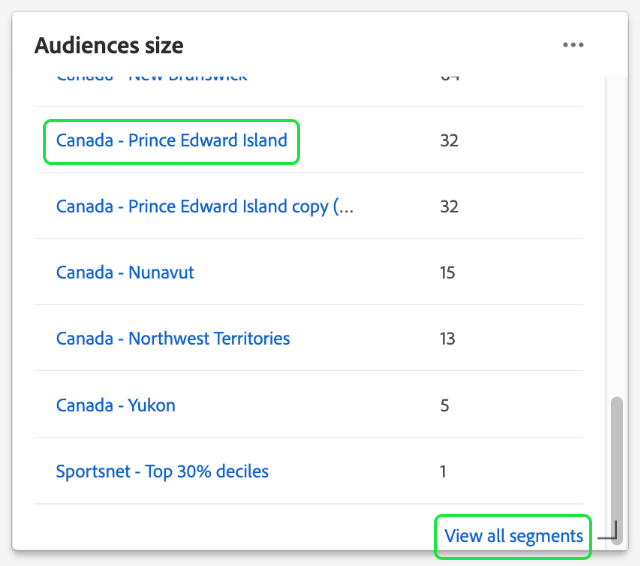 Audiences size
Canada - New Brunswick 64
Canada - Prince Edward Island 32
Canada - Prince Edward Island copy (... 32
Canada - Nunavut 15
Canada - Northwest Territories 13
Canada - Yukon 5
Sportsnet - Top 30% deciles 1
View all segments